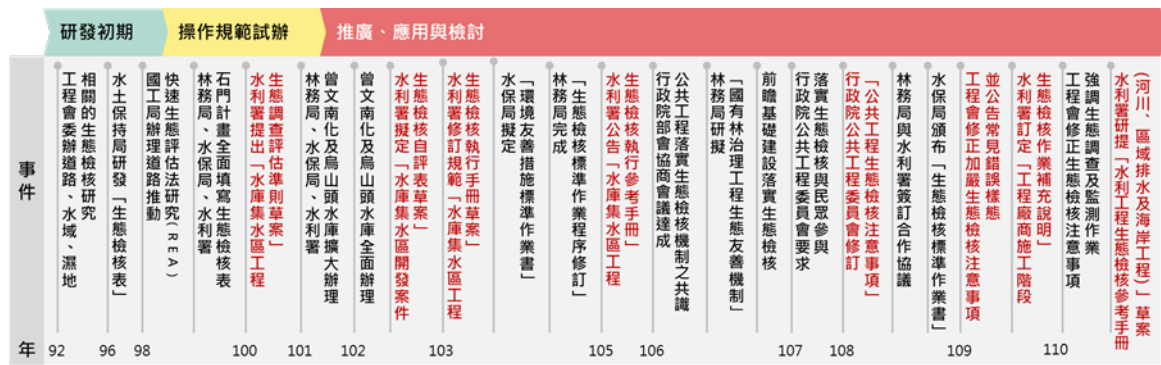 研發初期
操作規範試辦
推廣、應用與檢討
事件
年
工程會委辦道路、水域、濕地
相關的生態檢核研究
水土保持局研發「生態檢核表」
國工局辦理道路推動
快速生態評估法研究(REA)
林務局、水保局、水利署
石門計畫全面填寫生態檢核表
水利署提出「水庫集水區工程
生態調查評估準則草案」
林務局、水保局、水利署
曾文南化及烏山頭水庫擴大辦理
曾文南化及烏山頭水庫全面辦理
水利署擬定「水庫集水區開發案件
生態檢核自評表草案」
水利署修訂規範「水庫集水區工程
生態檢核執行手冊草案」
水保局擬定
「環境友善措施標準作業書」
林務局完成
「生態檢核標準作業程序修訂」
水利署公告「水庫集水區工程
生態檢核執行參考手冊」
行政院部會協商會議達成
公共工程落實生態檢核機制之共識
林務局研擬
「國有林治理工程生態友善機制」
前瞻基礎建設落實生態檢核
行政院公共工程委員會要求
落實生態檢核與民眾參與
行政院公共工程委員會修訂
「公共工程生態檢核注意事項」
林務局與水利署簽訂合作協議
水保局頒布「生態檢核標準作業書」
工程會修正加嚴生態檢核注意事項
並公告常見錯誤樣態
水利署訂定「工程廠商施工階段
生態檢核作業補充說明」
工程會修正生態檢核注意事項
強調生態調查及監測作業
水利署研提「水利工程生態檢核參考手冊
(河川、區域排水及海岸工程)」草案
92
96
98
100
101
102
103
105
106
107
108
109
110